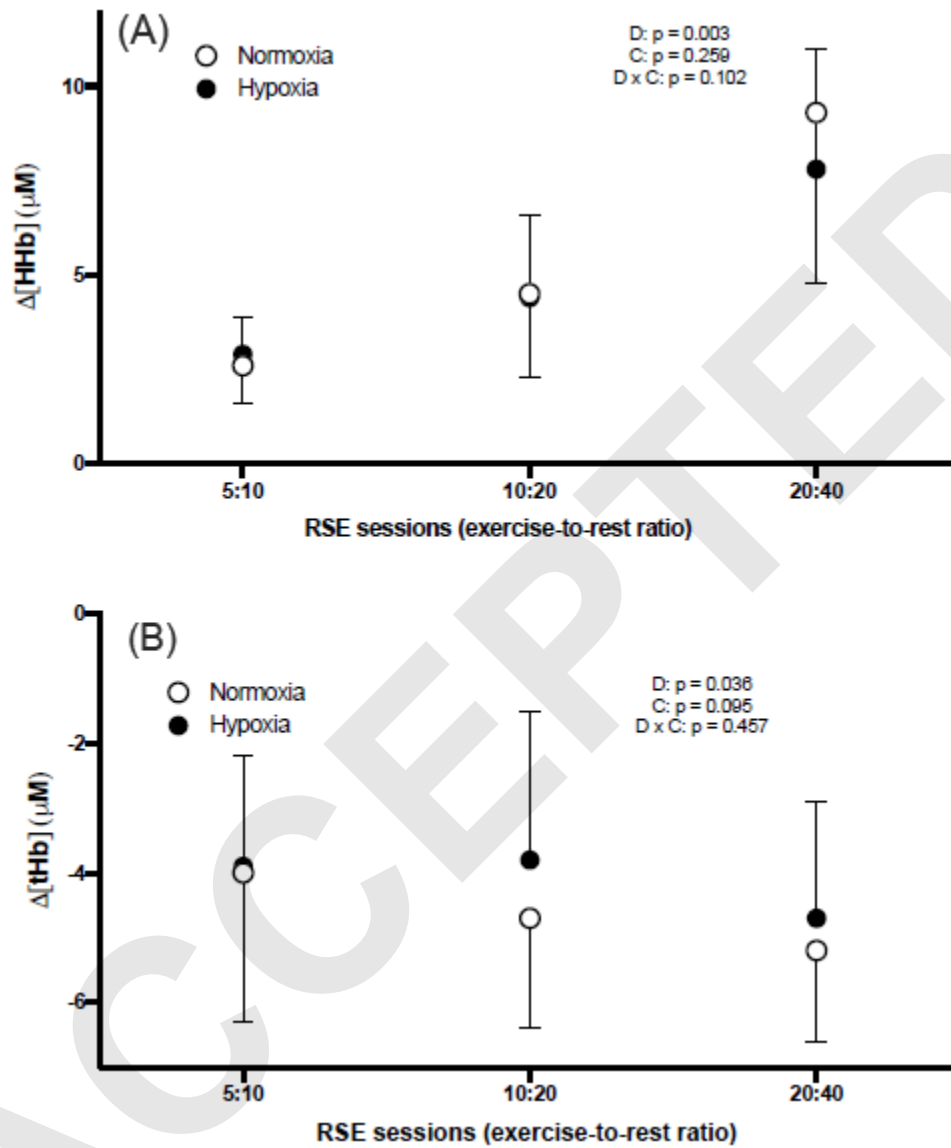 (A)
Normoxia
Hypoxia
D: p = 0.003
C: p = 0.259
D x C: p = 0.102
Δ[HHb] (μM)
10
5
0
5:10
10:20
20:40
RSE sessions (exercise-to-rest ratio)
(B)
Normoxia
Hypoxia
D: p = 0.036
C: p = 0.095
D x C: p = 0.457
Δ[tHb] (μM)
0
-2
-4
-6
5:10
10:20
20:40
RSE sessions (exercise-to-rest ratio)
ACCEPTED